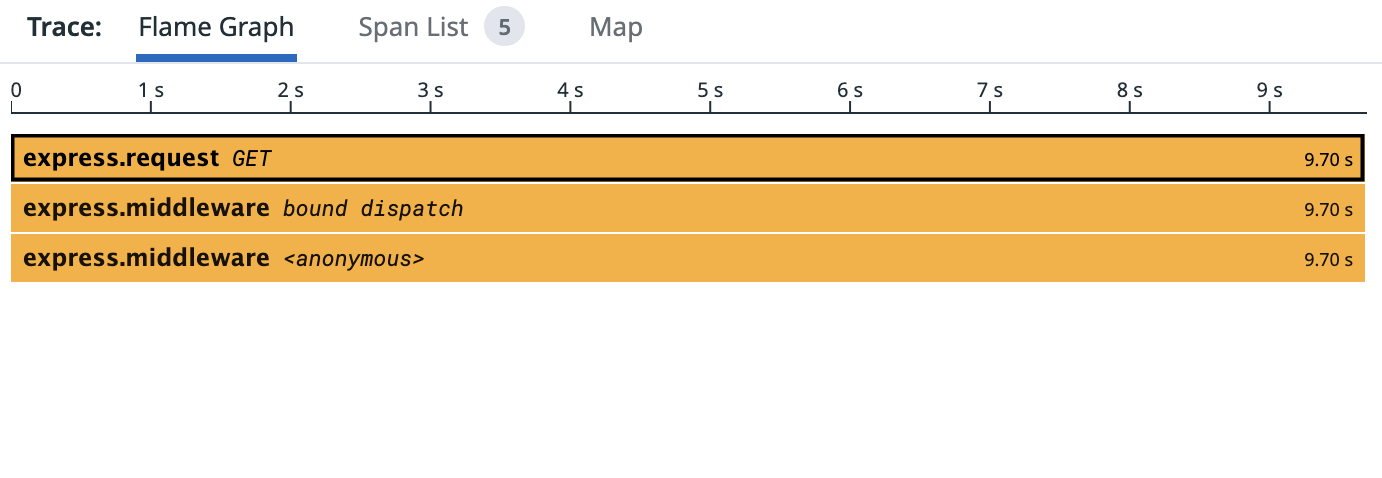 Trace: Flame Graph Span List 5 Map
0 1 s 2 s 3 s 4 s 5 s 6 s 7 s 8 s 9 s
express.request GET 9.70 s
express.middleware bound dispatch 9.70 s
express.middleware <anonymous> 9.70 s